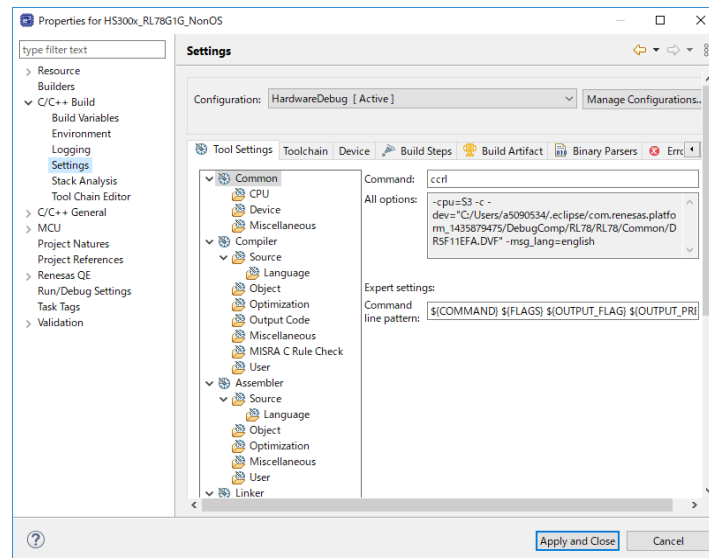 Properties for HS300x_RL78G1G_NonOS
type filter text
Resource
Builders
C/C++ Build
Build Variables
Environment
Logging
Settings
Stack Analysis
Tool Chain Editor
C/C++ General
MCU
Project Natures
Project References
Renesas QE
Run/Debug Settings
Task Tags
Validation
Settings
Configuration: HardwareDebug [ Active ] Manage Configurations..
Tool Settings Toolchain Device Build Steps Build Artifact Binary Parsers Errc
Common
CPU
Device
Miscellaneous
Compiler
Source
Language
Object
Optimization
Output Code
Miscellaneous
MISRA C Rule Check
User
Assembler
Source
Language
Object
Optimization
Miscellaneous
User
Linker
Command: ccrl
All options: -cpu=S3 -c -
dev="C:/Users/a5090534/.eclipse/com.renesas.platfo
rm_1435879475/DebugComp/RL78/RL78/Common/D
R5F11EFA.DVF" -msg_lang=english
Expert settings:
Command
line pattern: ${COMMAND} ${FLAGS} ${OUTPUT_FLAG} ${OUTPUT_PRE
Apply and Close Cancel